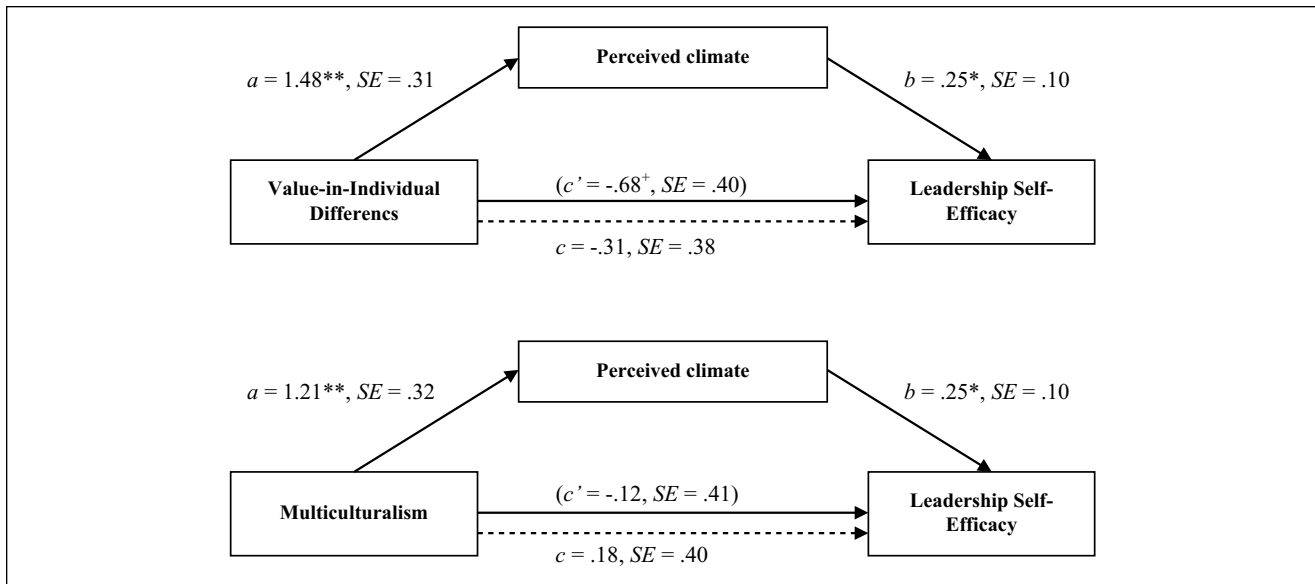 Perceived climate
a = 1.48**, SE = .31
b = .25*, SE = .10
Value-in-Individual
Differencs
(c’ = -.68+, SE = .40)
Leadership Self-
Efficacy
c = -.31, SE = .38
Perceived climate
a = 1.21**, SE = .32
b = .25*, SE = .10
Multiculturalism
(c’ = -.12, SE = .41)
Leadership Self-
Efficacy
c = .18, SE = .40